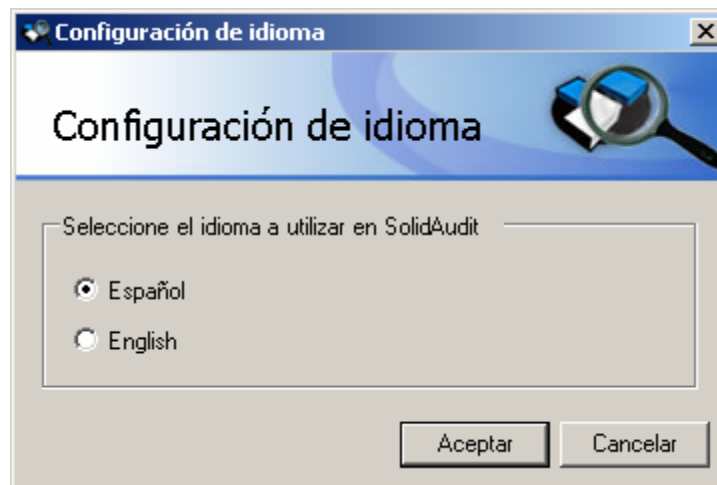 Configuración de idioma
Configuración de idioma
Seleccione el idioma a utilizar en SolidAudit
Español
English
Aceptar
Cancelar